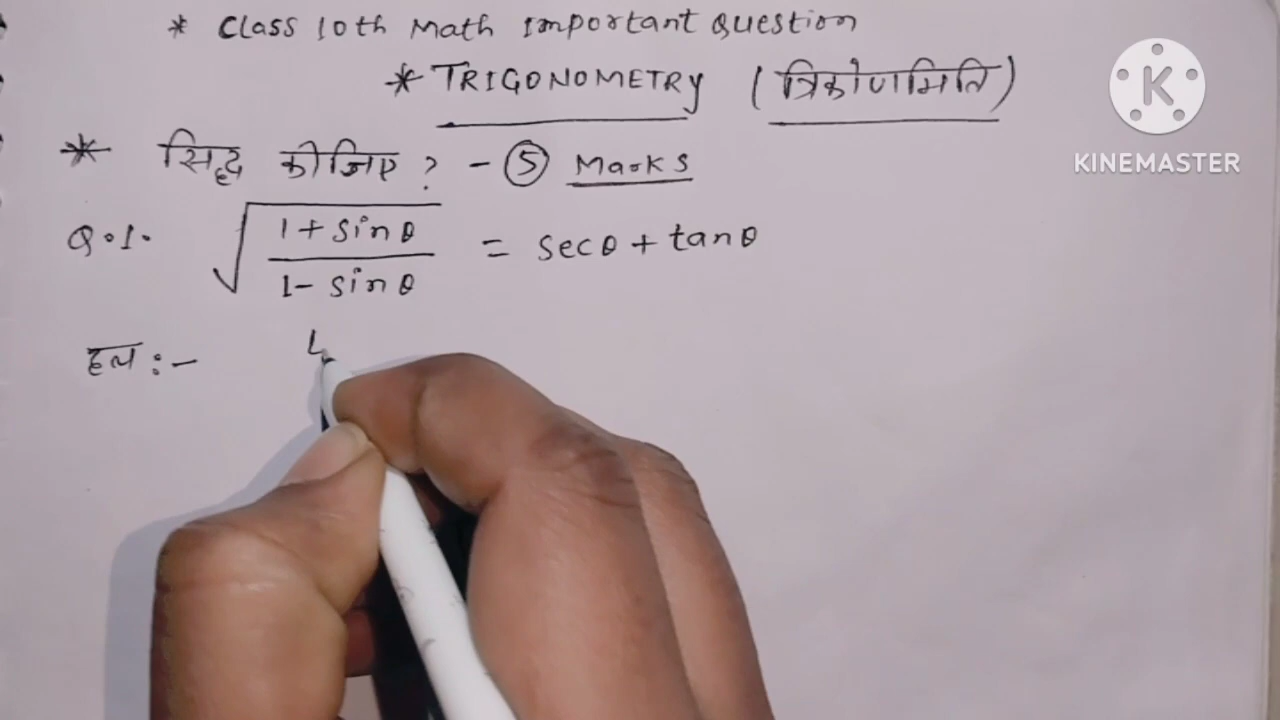 * Class 10th Math Important Question
* TRIGONOMETRY (त्रिकोणमिति)
* सिद्ध कीजिए ? - ⑤ Marks
Q.1. √((1 + sinθ)/(1 - sinθ)) = secθ + tanθ
हल :-
K
KINEMASTER